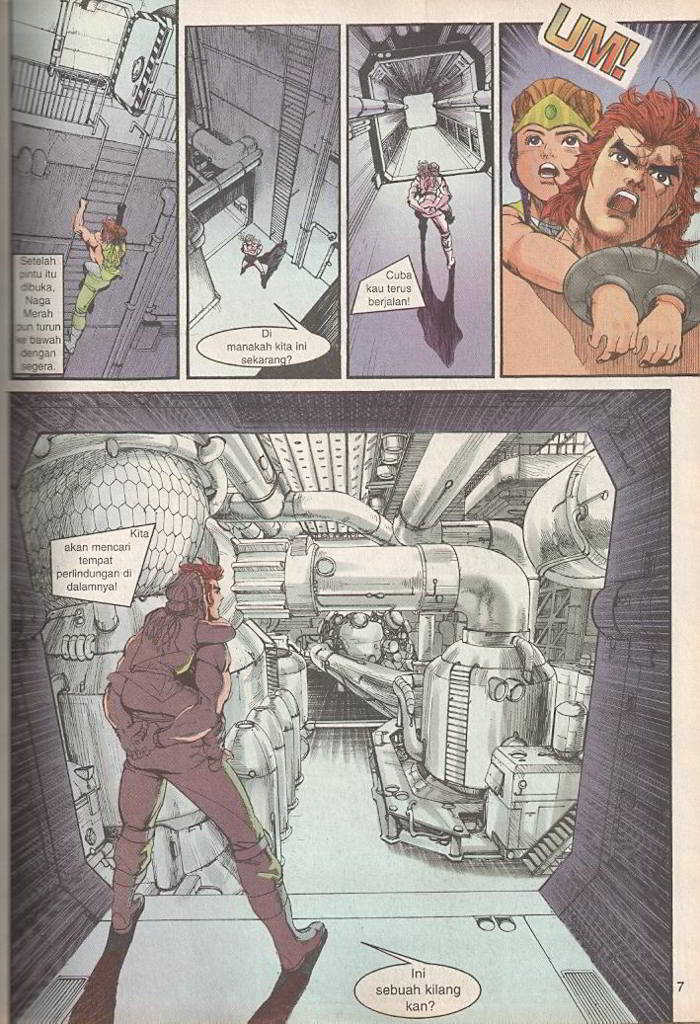 Setelah
pintu itu
dibuka,
Naga
Merah
pun turun
ke bawah
dengan
segera.
Di
manakah kita ini
sekarang?
Cuba
kau terus
berjalan!
UM!
Kita
akan mencari
tempat
perlindungan di
dalamnya!
Ini
sebuah kilang
kan?
7